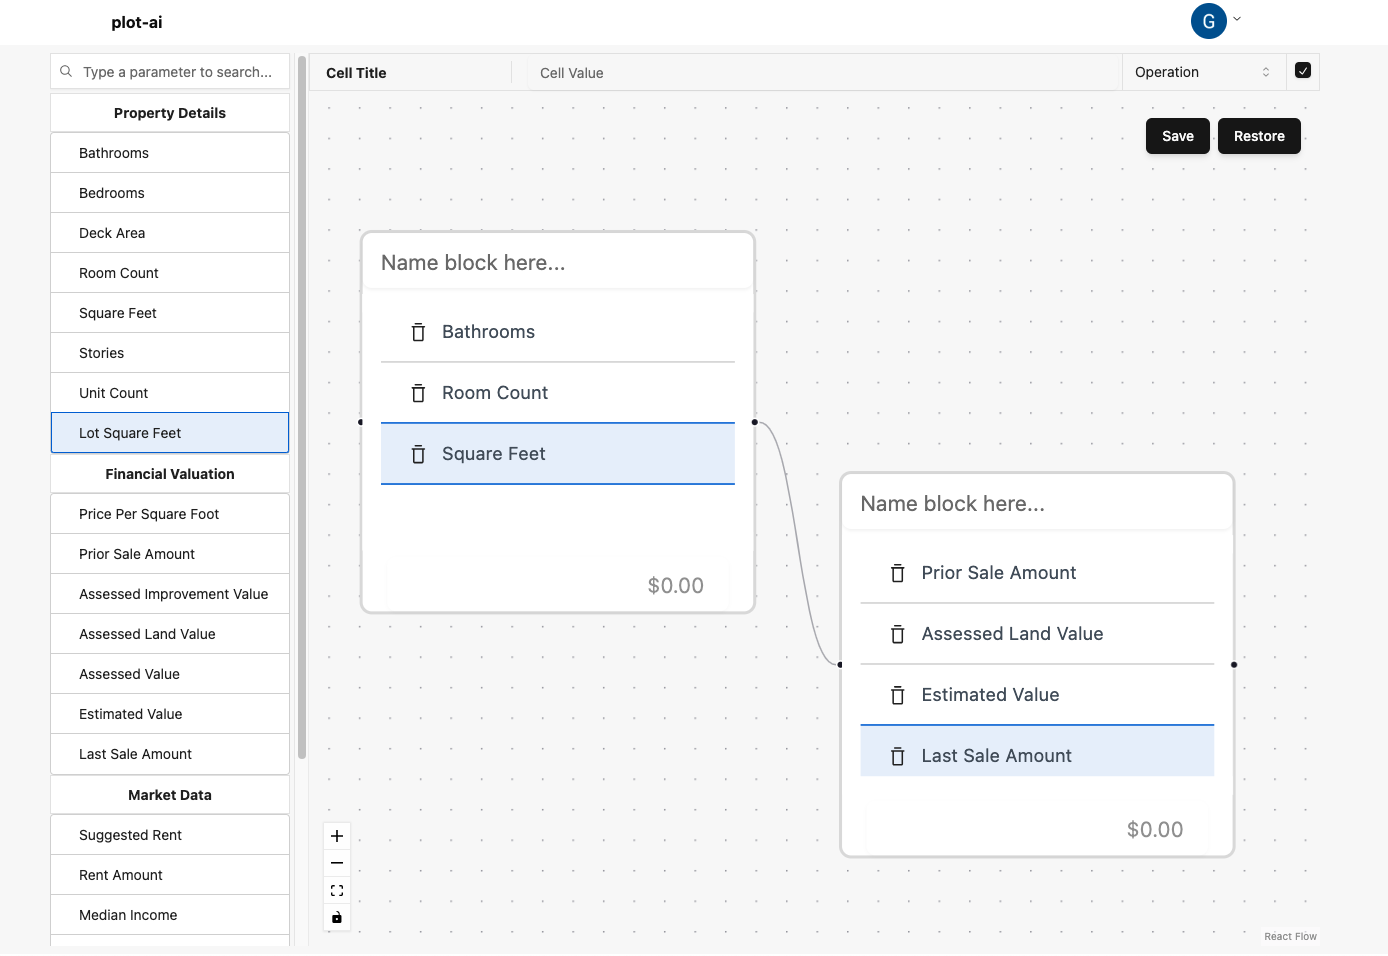 plot-ai
G
Type a parameter to search...
Cell Title
Cell Value
Operation
Property Details
Bathrooms
Bedrooms
Deck Area
Room Count
Square Feet
Stories
Unit Count
Lot Square Feet
Financial Valuation
Price Per Square Foot
Prior Sale Amount
Assessed Improvement Value
Assessed Land Value
Assessed Value
Estimated Value
Last Sale Amount
Market Data
Suggested Rent
Rent Amount
Median Income
Save
Restore
Name block here...
Bathrooms
Room Count
Square Feet
$0.00
Name block here...
Prior Sale Amount
Assessed Land Value
Estimated Value
Last Sale Amount
$0.00
React Flow